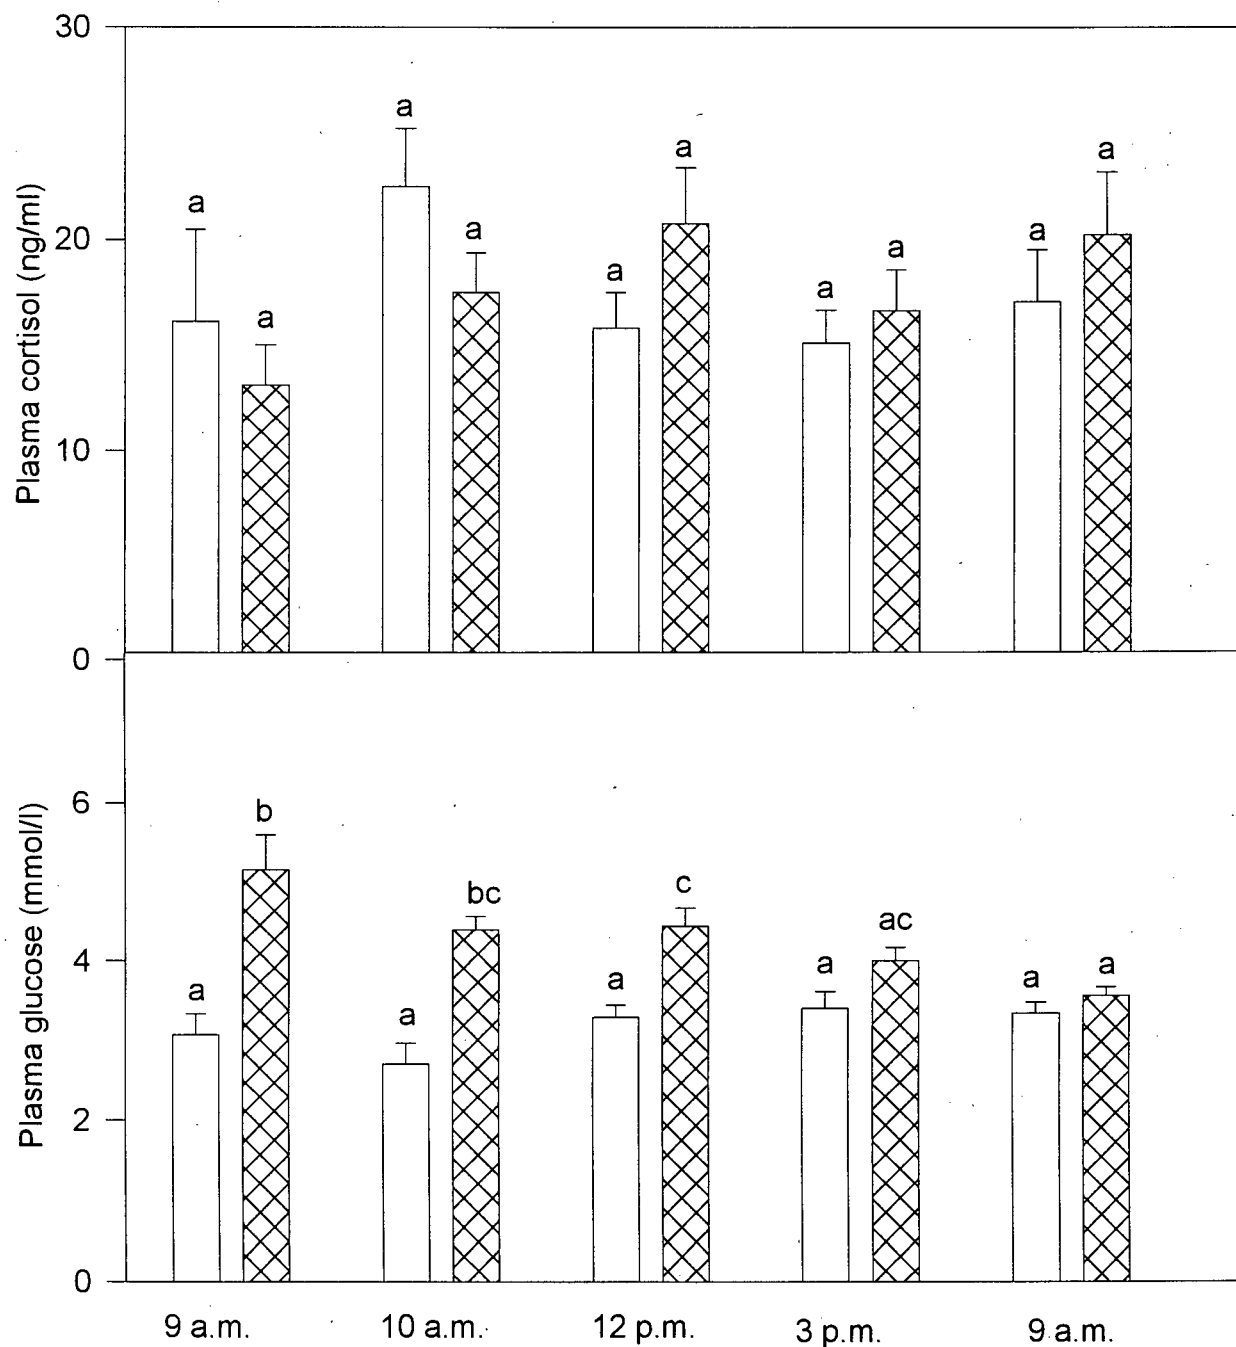 30
a
a
a
a
a
a
a
a
a
a
20
10
0
Plasma cortisol (ng/ml)
6
b
bc
c
ac
a
a
a
a
a
a
4
2
0
Plasma glucose (mmol/l)
9 a.m.
10 a.m.
12 p.m.
3 p.m.
9 a.m.